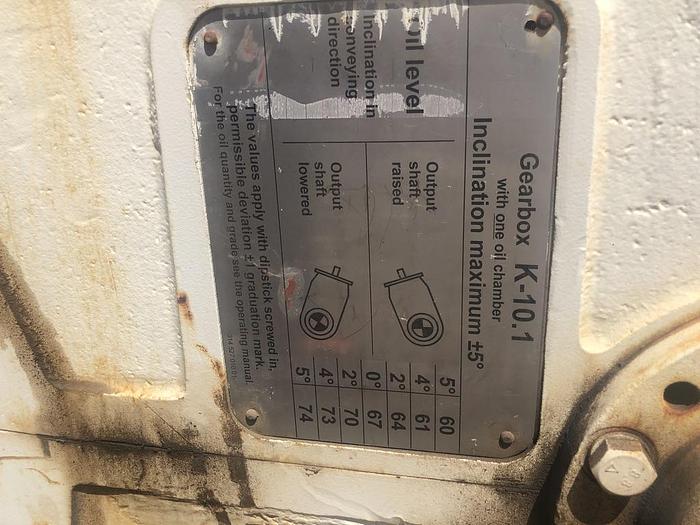 Gearbox K-10.1
with one oil chamber
Inclination maximum ±5°
Oil level
Inclination in
conveying
direction
Output
shaft
raised
5° 60
4° 61
2° 64
0° 67
Output
shaft
lowered
2° 70
4° 73
5° 74
The values apply with dipstick screwed in,
permissible deviation ±1 graduation mark.
For the oil quantity and grade see the operating manual.